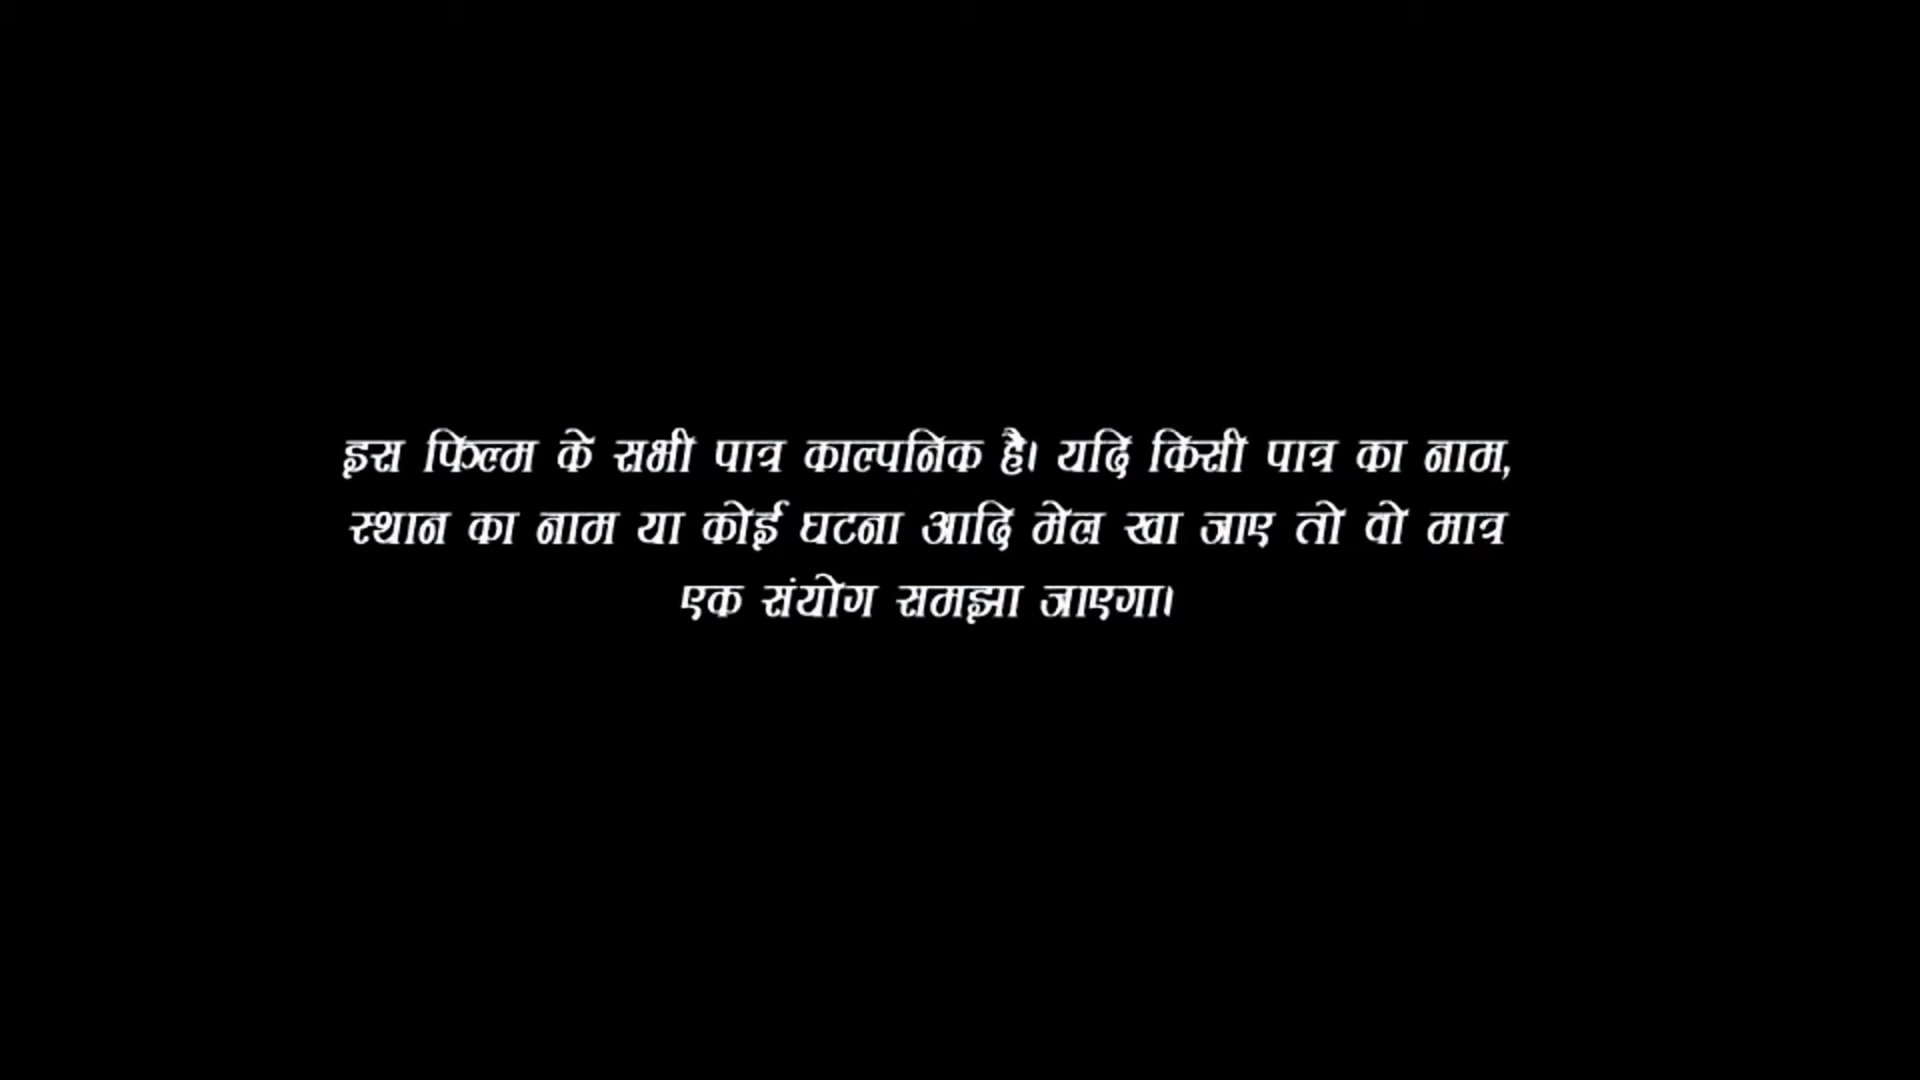 इस फिल्म के सभी पात्र काल्पनिक है। यदि किसी पात्र का नाम,
स्थान का नाम या कोई घटना आदि मेल खा जाए तो वो मात्र
एक संयोग समझा जाएगा।